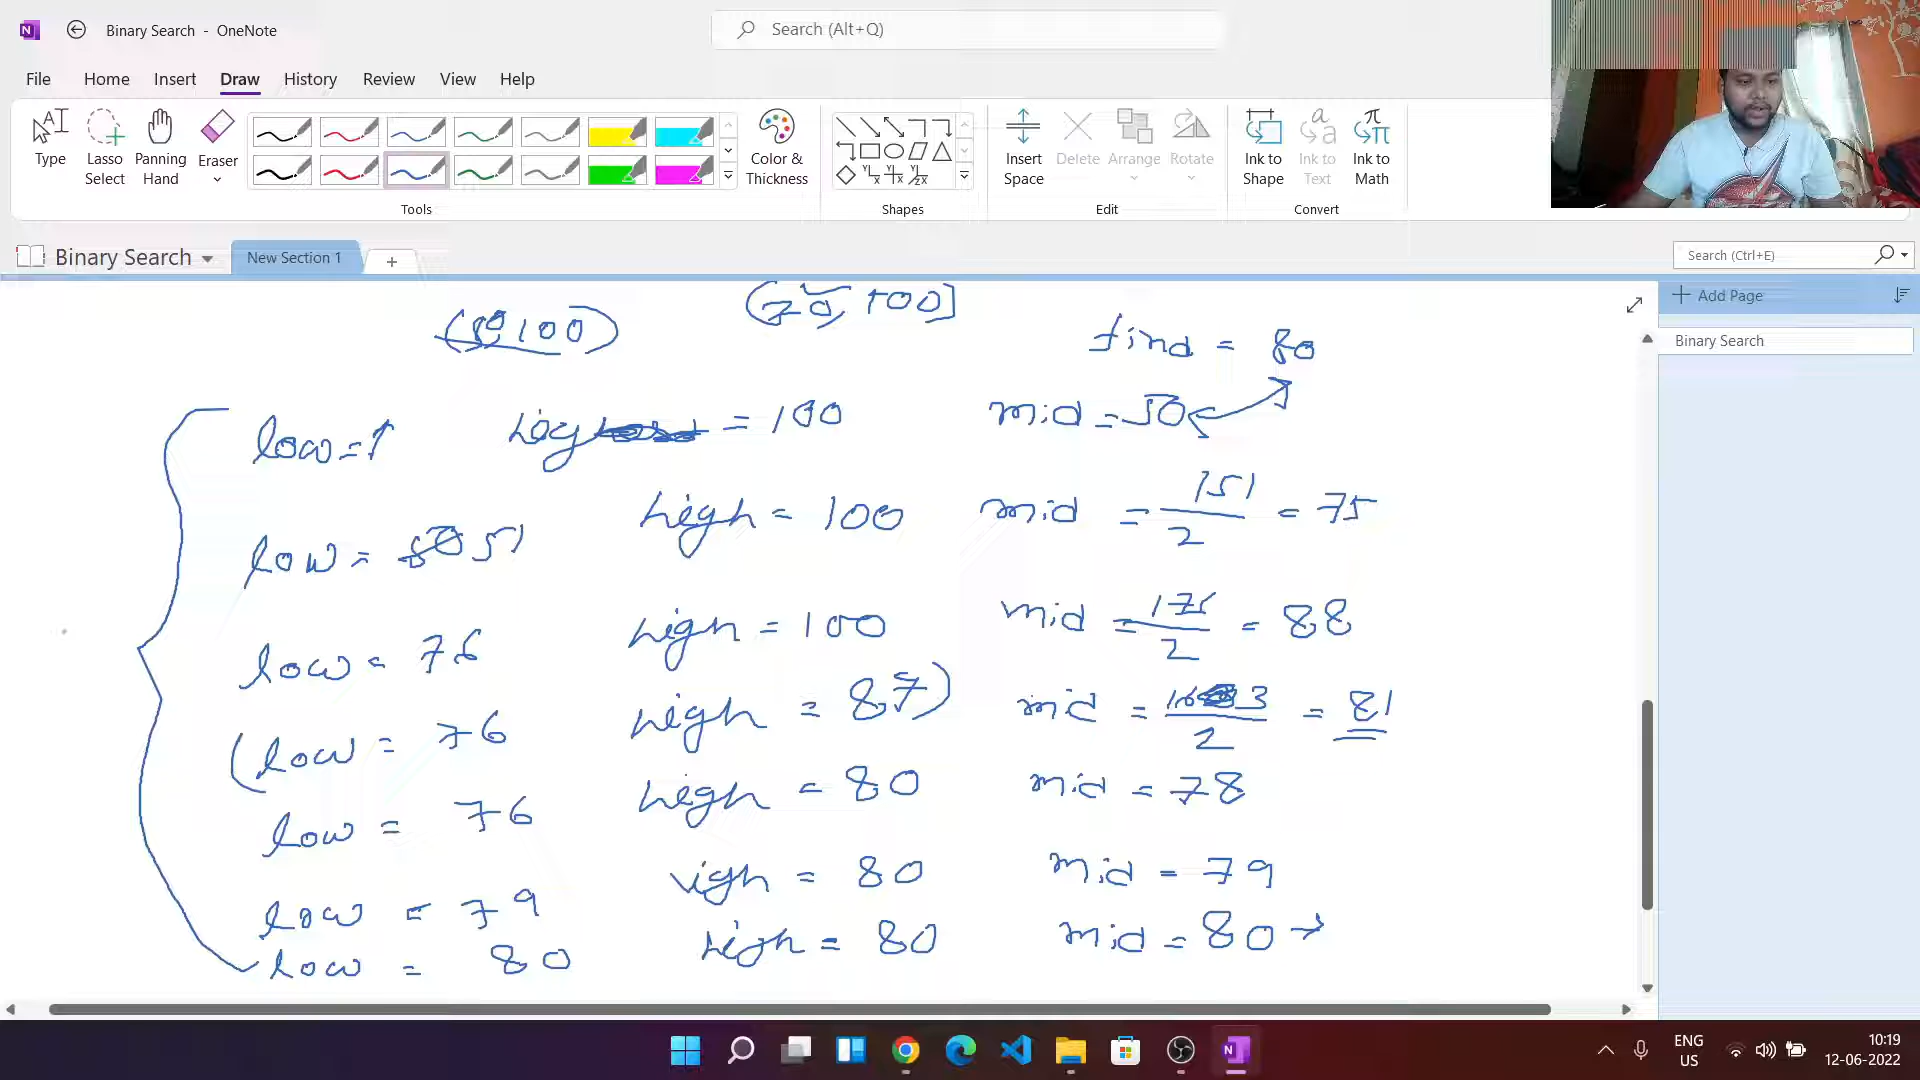 Binary Search - OneNote
Search (Alt+Q)
File Home Insert Draw History Review View Help
Type
Lasso Select
Panning Hand
Eraser
Color & Thickness
Insert Space
Delete
Arrange
Rotate
Ink to Shape
Ink to Text
Ink to Math
Tools Shapes Edit Convert
Binary Search
New Section 1
+
Search (Ctrl+E)
Add Page
Binary Search
find = 80
low = 1 = 100 mid = 50
low = 50 51 high = 100 mid = 151/2 = 75
low = 76 high = 100 mid = 176/2 = 88
(low = 76 high = 87) mid = 163/2 = 81
low = 76 high = 80 mid = 78
low = 79 high = 80 mid = 79
low = 80 high = 80 mid = 80 →
ENG US
10:19
12-06-2022